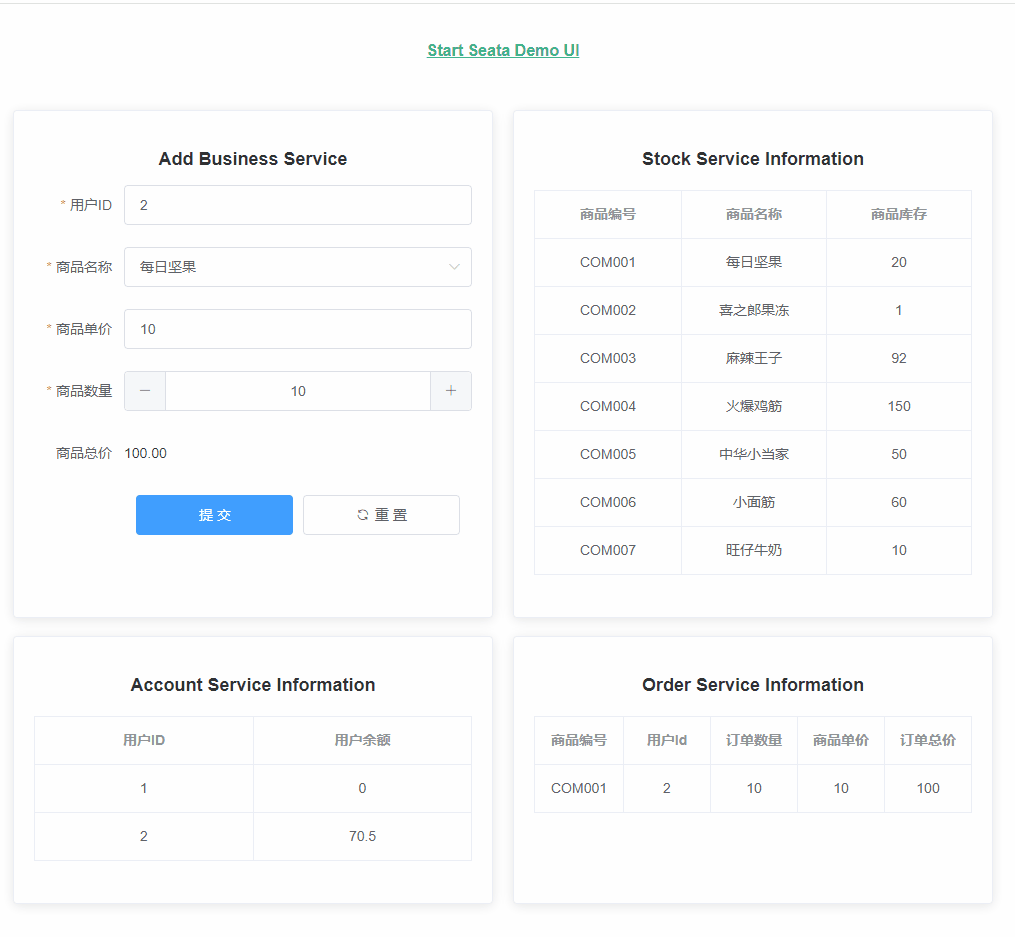 Start Seata Demo UI
Add Business Service
* 用户ID 2
* 商品名称 每日坚果
* 商品单价 10
* 商品数量 − 10 +
商品总价 100.00
提 交 重 置
Stock Service Information
商品编号 商品名称 商品库存
COM001 每日坚果 20
COM002 喜之郎果冻 1
COM003 麻辣王子 92
COM004 火爆鸡筋 150
COM005 中华小当家 50
COM006 小面筋 60
COM007 旺仔牛奶 10
Account Service Information
用户ID 用户余额
1 0
2 70.5
Order Service Information
商品编号 用户Id 订单数量 商品单价 订单总价
COM001 2 10 10 100